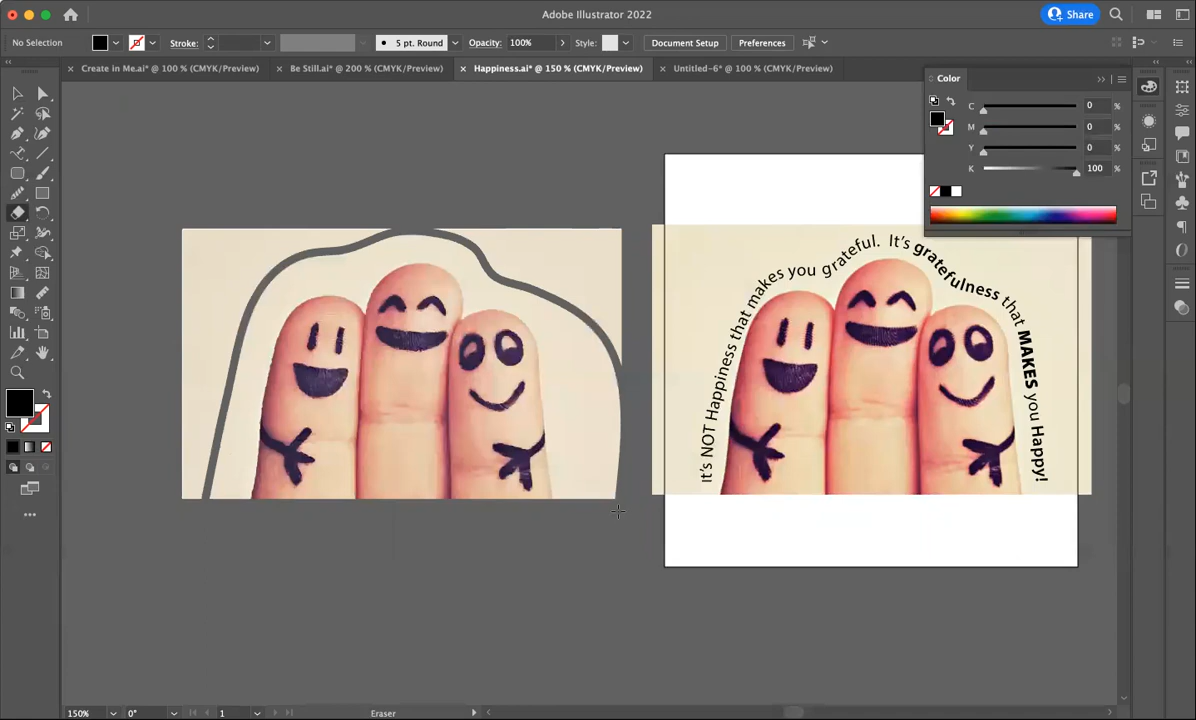 Adobe Illustrator 2022
Share
No Selection
Stroke:
5 pt. Round
Opacity:
100%
Style:
Document Setup
Preferences
Create in Me.ai* @ 100 % (CMYK/Preview)
Be Still.ai* @ 200 % (CMYK/Preview)
Happiness.ai* @ 150 % (CMYK/Preview)
Untitled-6* @ 100 % (CMYK/Preview)
Color
C 0 %
M 0 %
Y 0 %
K 100 %
It's NOT Happiness that makes you grateful. It's gratefulness that MAKES you Happy!
150%
0°
1
Eraser